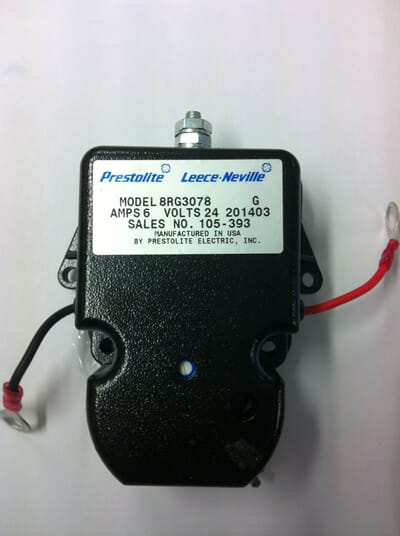 Prestolite Leece-Neville
MODEL 8RG3078 G
AMPS 6 VOLTS 24 201403
SALES NO. 105-393
MANUFACTURED IN USA
BY PRESTOLITE ELECTRIC, INC.